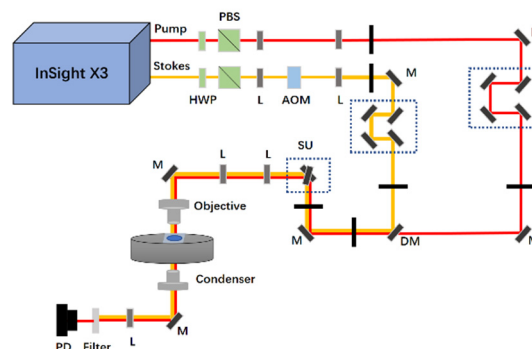 PBS
Pump
InSight X3
Stokes
M
HWP
L
AOM
L
SU
L
L
M
Objective
M
DM
M
Condenser
M
L
PD
Filter